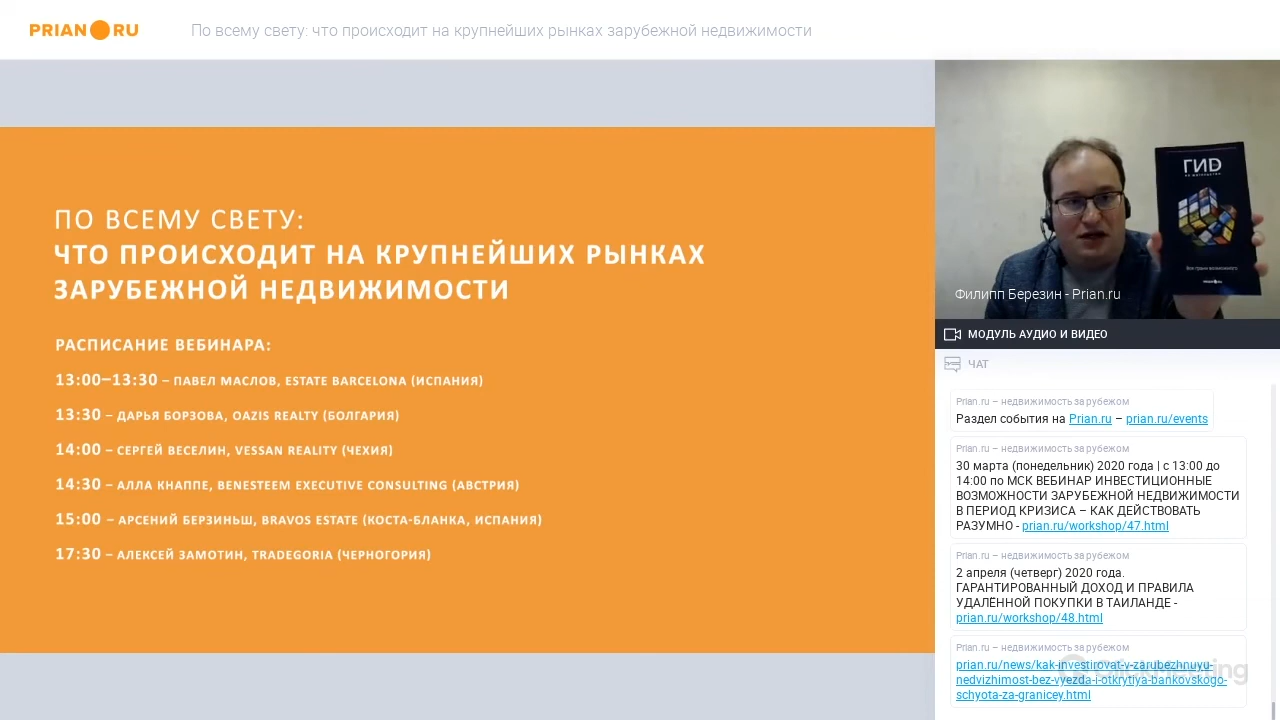 PRIAN RU
По всему свету: что происходит на крупнейших рынках зарубежной недвижимости
ПО ВСЕМУ СВЕТУ:
ЧТО ПРОИСХОДИТ НА КРУПНЕЙШИХ РЫНКАХ
ЗАРУБЕЖНОЙ НЕДВИЖИМОСТИ
РАСПИСАНИЕ ВЕБИНАРА:
13:00–13:30 – ПАВЕЛ МАСЛОВ, ESTATE BARCELONA (ИСПАНИЯ)
13:30 – ДАРЬЯ БОРЗОВА, OAZIS REALTY (БОЛГАРИЯ)
14:00 – СЕРГЕЙ ВЕСЕЛИН, VESSAN REALITY (ЧЕХИЯ)
14:30 – АЛЛА КНАППЕ, BENESTEEM EXECUTIVE CONSULTING (АВСТРИЯ)
15:00 – АРСЕНИЙ БЕРЗИНЬШ, BRAVOS ESTATE (КОСТА-БЛАНКА, ИСПАНИЯ)
17:30 – АЛЕКСЕЙ ЗАМОТИН, TRADEGORIA (ЧЕРНОГОРИЯ)
ГИD
Филипп Березин - Prian.ru
МОДУЛЬ АУДИО И ВИДЕО
ЧАТ
Prian.ru – недвижимость за рубежом
Раздел события на Prian.ru – prian.ru/events
Prian.ru – недвижимость за рубежом
30 марта (понедельник) 2020 года | с 13:00 до
14:00 по МСК ВЕБИНАР ИНВЕСТИЦИОННЫЕ
ВОЗМОЖНОСТИ ЗАРУБЕЖНОЙ НЕДВИЖИМОСТИ
В ПЕРИОД КРИЗИСА – КАК ДЕЙСТВОВАТЬ
РАЗУМНО - prian.ru/workshop/47.html
Prian.ru – недвижимость за рубежом
2 апреля (четверг) 2020 года.
ГАРАНТИРОВАННЫЙ ДОХОД И ПРАВИЛА
УДАЛЁННОЙ ПОКУПКИ В ТАИЛАНДЕ -
prian.ru/workshop/48.html
Prian.ru – недвижимость за рубежом
prian.ru/news/kak-investirovat-v-zarubezhnuyu-
nedvizhimost-bez-vyezda-i-otkrytiya-bankovskogo-
schyota-za-granicey.html